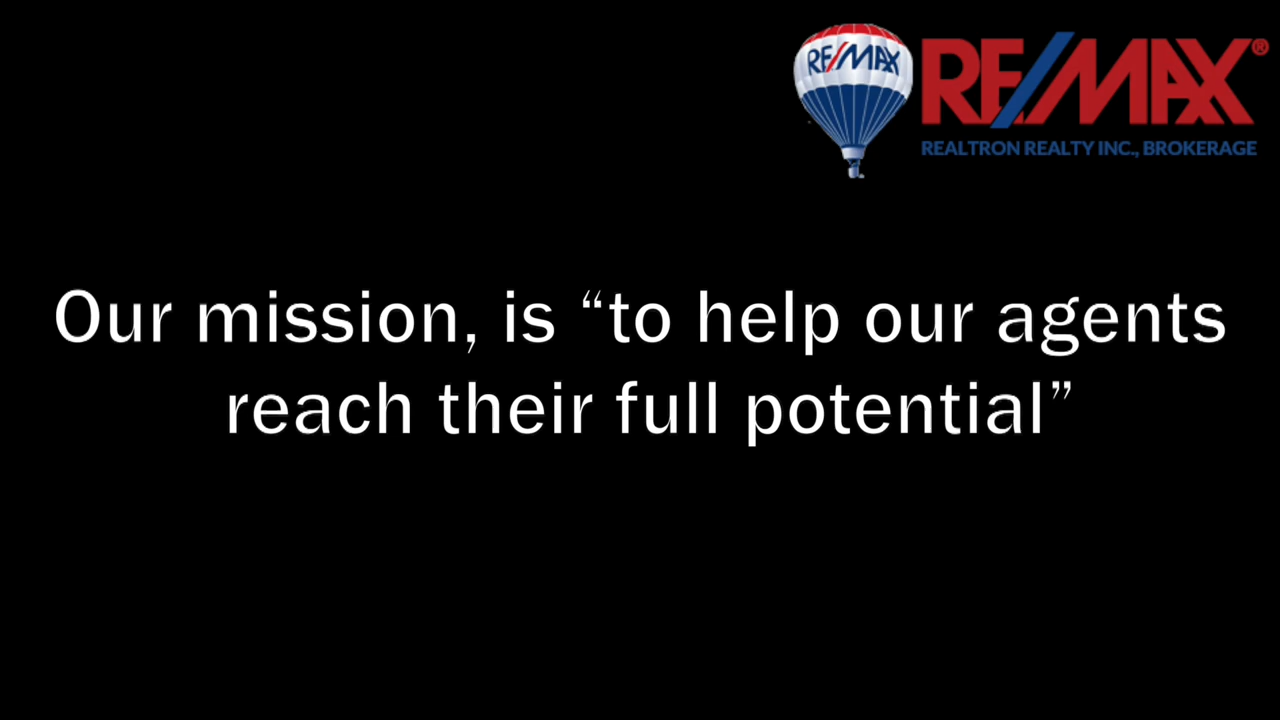 RE/MAX
RE/MAX®
REALTRON REALTY INC., BROKERAGE
Our mission, is “to help our agents
reach their full potential”